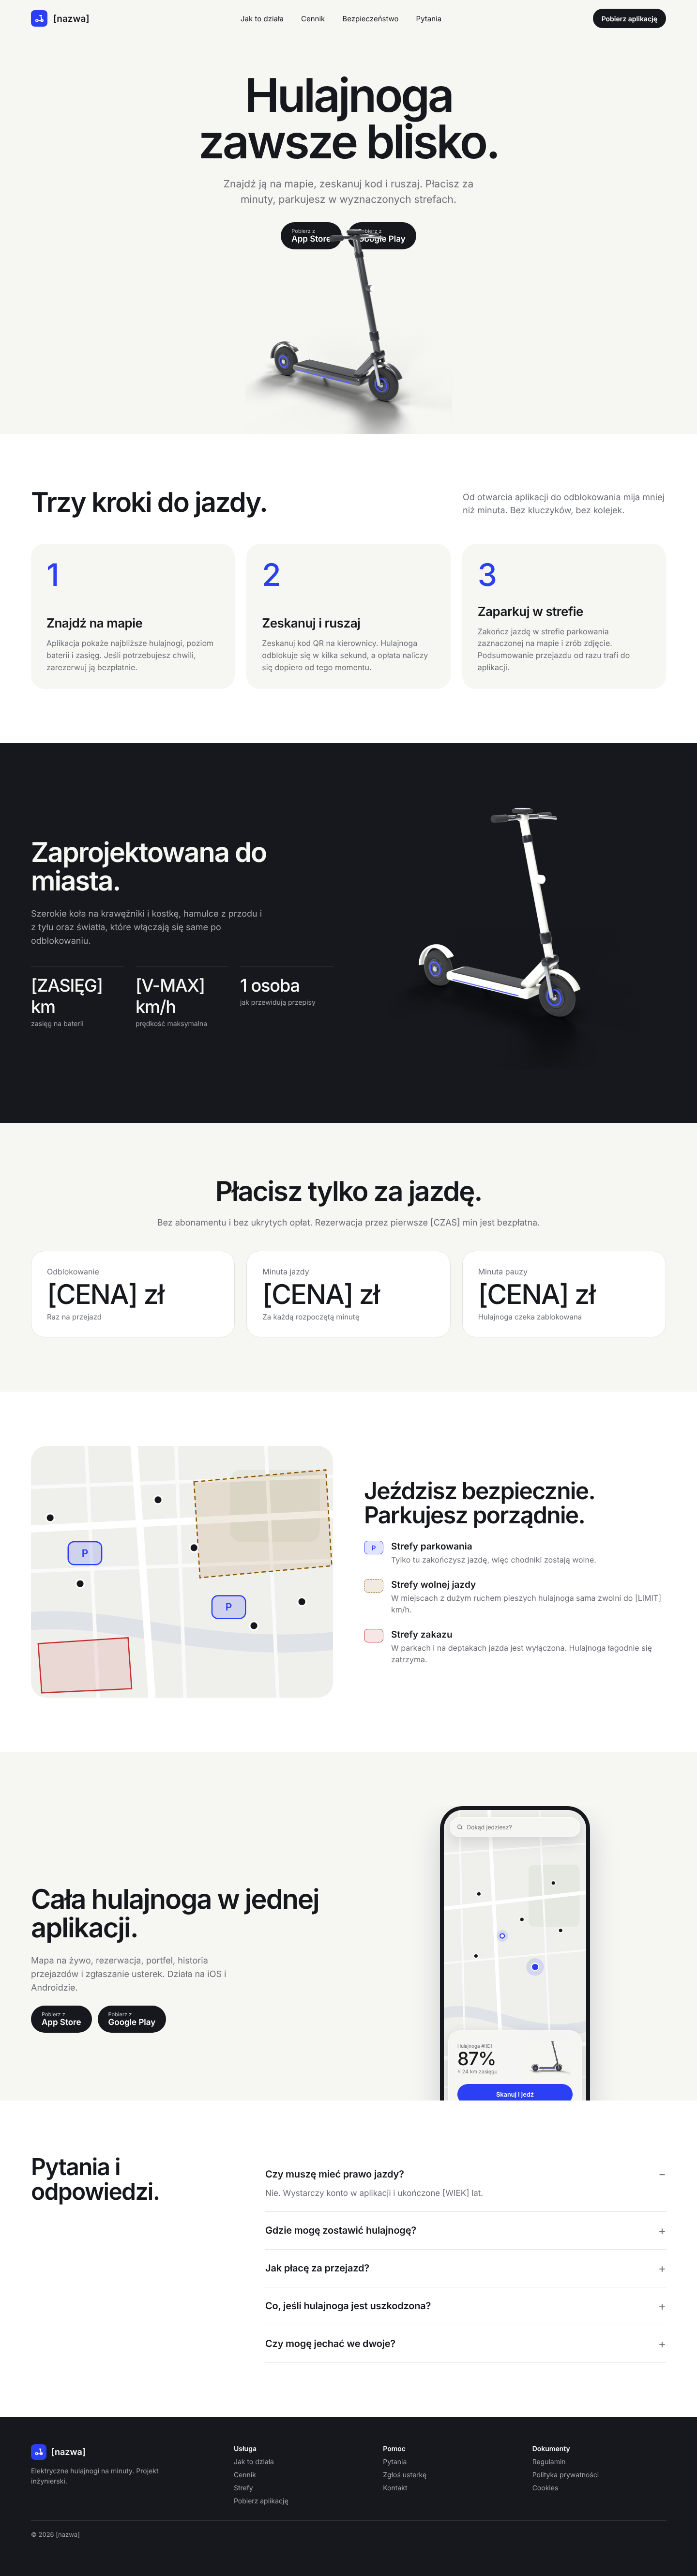 [nazwa]
Jak to działa
Cennik
Bezpieczeństwo
Pytania
Pobierz aplikację
Hulajnoga
zawsze blisko.
Znajdź ją na mapie, zeskanuj kod i ruszaj. Płacisz za
minuty, parkujesz w wyznaczonych strefach.
Pobierz z
App Store
Google Play
Trzy kroki do jazdy.
Od otwarcia aplikacji do odblokowania mija mniej
niż minuta. Bez kluczyków, bez kolejek.
1
Znajdź na mapie
Aplikacja pokaże najbliższe hulajnogi, poziom
baterii i zasięg. Jeśli potrzebujesz chwili,
zarezerwuj ją bezpłatnie.
2
Zeskanuj i ruszaj
Zeskanuj kod QR na kierownicy. Hulajnoga
odblokuje się w kilka sekund, a opłata naliczy
się dopiero od tego momentu.
3
Zaparkuj w strefie
Zakończ jazdę w strefie parkowania
zaznaczonej na mapie i zrób zdjęcie.
Podsumowanie przejazdu od razu trafi do
aplikacji.
Zaprojektowana do
miasta.
Szerokie koła na krawężniki i kostkę, hamulce z przodu i
z tyłu oraz światła, które włączają się same po
odblokowaniu.
[ZASIĘG]
km
zasięg na baterii
[V-MAX]
km/h
prędkość maksymalna
1 osoba
jak przewidują przepisy
Płacisz tylko za jazdę.
Bez abonamentu i bez ukrytych opłat. Rezerwacja przez pierwsze [CZAS] min jest bezpłatna.
Odblokowanie
[CENA] zł
Raz na przejazd
Minuta jazdy
[CENA] zł
Za każdą rozpoczętą minutę
Minuta pauzy
[CENA] zł
Hulajnoga czeka zablokowana
P
P
Jeździsz bezpiecznie.
Parkujesz porządnie.
P
Strefy parkowania
Tylko tu zakończysz jazdę, więc chodniki zostają wolne.
Strefy wolnej jazdy
W miejscach z dużym ruchem pieszych hulajnoga sama zwolni do [LIMIT]
km/h.
Strefy zakazu
W parkach i na deptakach jazda jest wyłączona. Hulajnoga łagodnie się
zatrzyma.
Cała hulajnoga w jednej
aplikacji.
Mapa na żywo, rezerwacja, portfel, historia
przejazdów i zgłaszanie usterek. Działa na iOS i
Androidzie.
Pobierz z
App Store
Pobierz z
Google Play
Dokąd jedziesz?
Hulajnoga #[ID]
87%
≈ 24 km zasięgu
Skanuj i jedź
Pytania i
odpowiedzi.
Czy muszę mieć prawo jazdy?
Nie. Wystarczy konto w aplikacji i ukończone [WIEK] lat.
Gdzie mogę zostawić hulajnogę?
Jak płacę za przejazd?
Co, jeśli hulajnoga jest uszkodzona?
Czy mogę jechać we dwoje?
[nazwa]
Elektryczne hulajnogi na minuty. Projekt
inżynierski.
Usługa
Jak to działa
Cennik
Strefy
Pobierz aplikację
Pomoc
Pytania
Zgłoś usterkę
Kontakt
Dokumenty
Regulamin
Polityka prywatności
Cookies
© 2026 [nazwa]